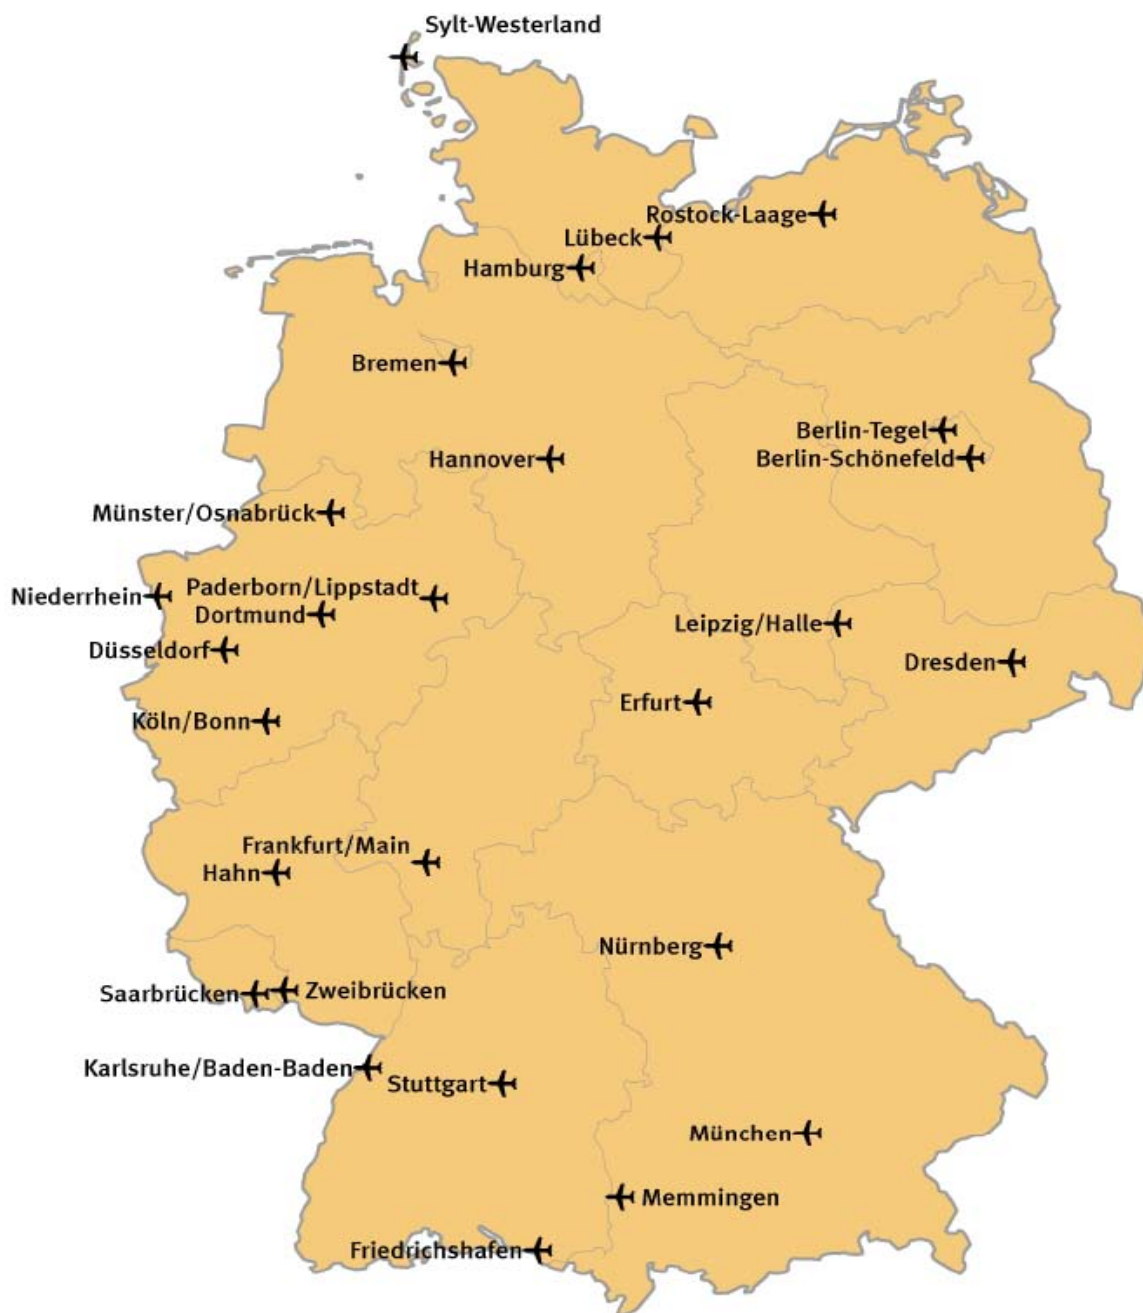 Sylt-Westerland
Rostock-Laage
Lübeck
Hamburg
Bremen
Berlin-Tegel
Hannover
Berlin-Schönefeld
Münster/Osnabrück
Paderborn/Lippstadt
Niederrhein
Dortmund
Leipzig/Halle
Düsseldorf
Dresden
Erfurt
Köln/Bonn
Frankfurt/Main
Hahn
Nürnberg
Saarbrücken
Zweibrücken
Karlsruhe/Baden-Baden
Stuttgart
München
Memmingen
Friedrichshafen